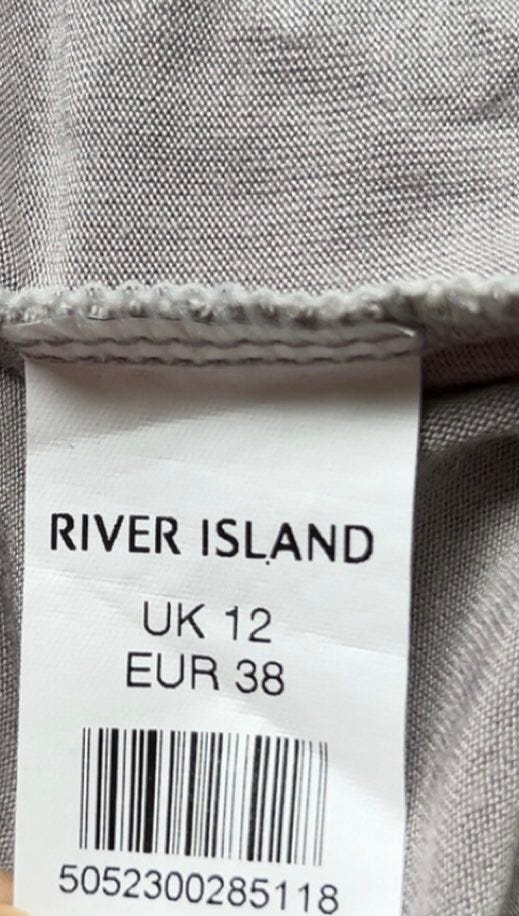 RIVER ISLAND
UK 12
EUR 38
5052300285118